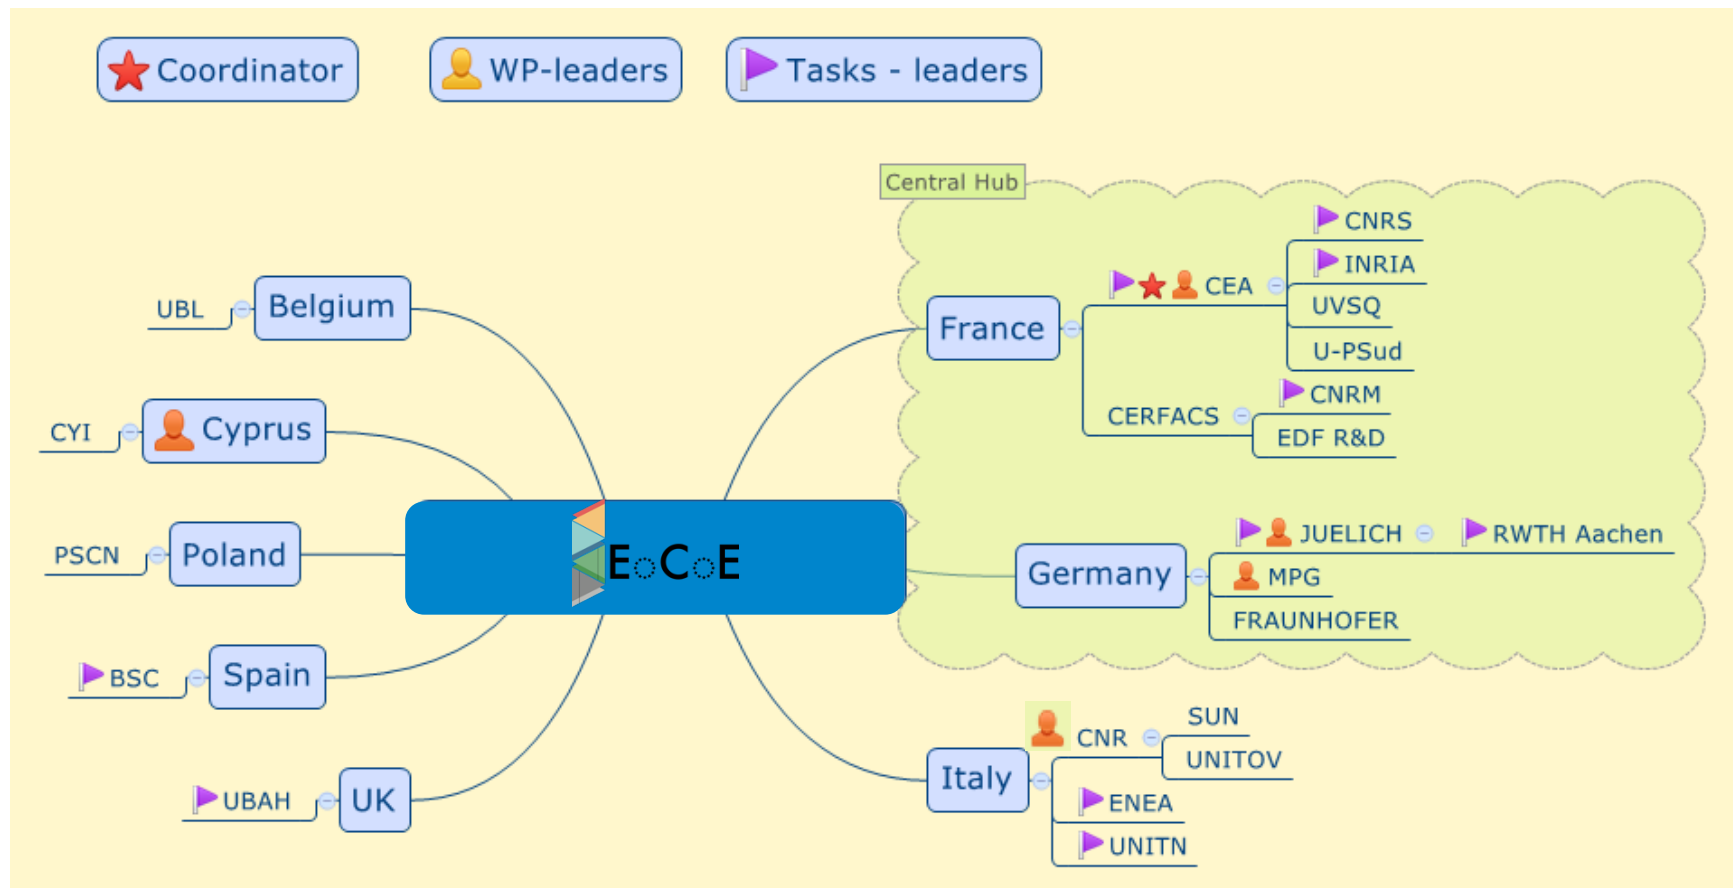 Coordinator
WP-leaders
Tasks - leaders
Central Hub
CNRS
INRIA
CEA
UVSQ
U-PSud
France
CNRM
CERFACS
EDF R&D
UBL
Belgium
CYI
Cyprus
PSCN
Poland
EoCoE
JUELICH
RWTH Aachen
Germany
MPG
FRAUNHOFER
BSC
Spain
UBAH
UK
SUN
CNR
UNITOV
Italy
ENEA
UNITN